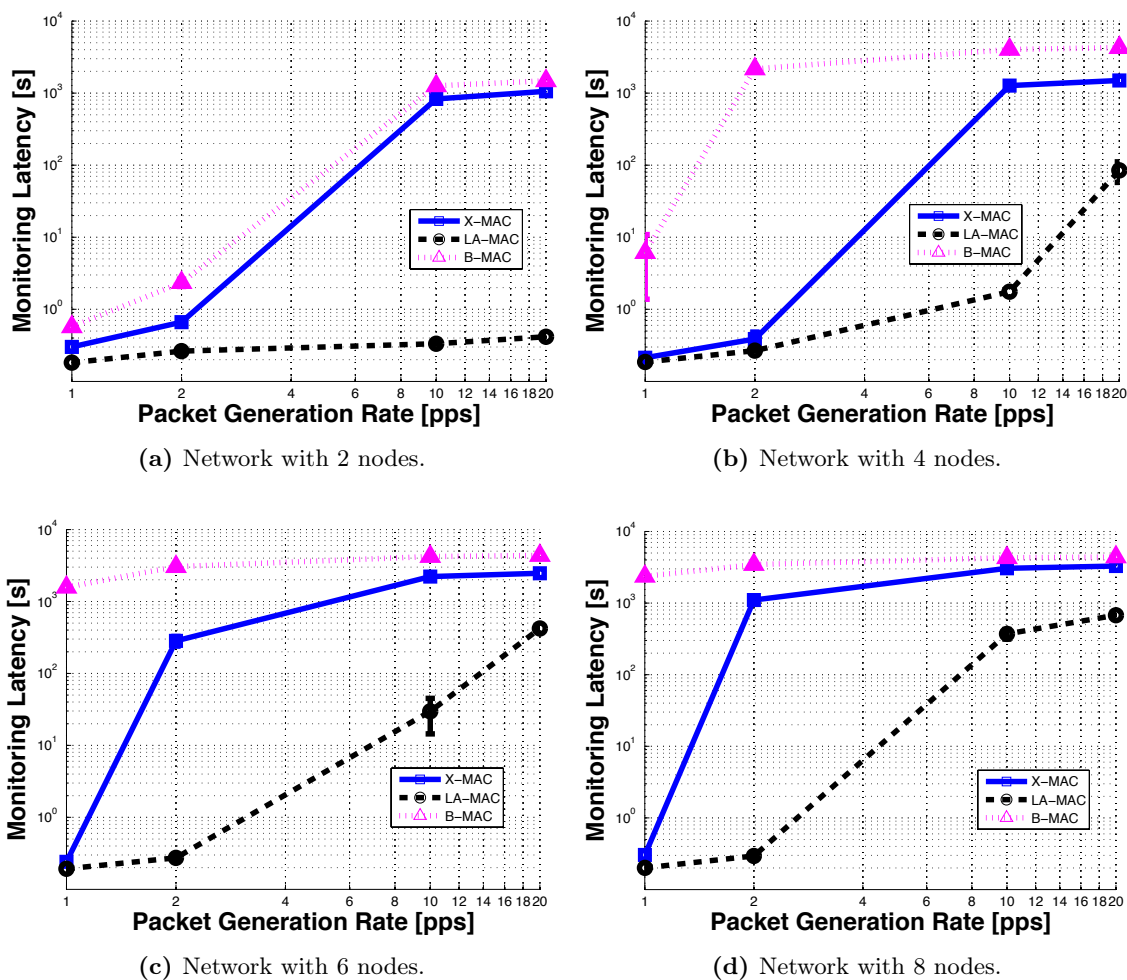 10^4
10^3
10^2
10^1
10^0
Monitoring Latency [s]
X-MAC
LA-MAC
B-MAC
1 2 4 6 8 10 12 14 16 18 20
Packet Generation Rate [pps]
(a) Network with 2 nodes.
10^4
10^3
10^2
10^1
10^0
Monitoring Latency [s]
X-MAC
LA-MAC
B-MAC
1 2 4 6 8 10 12 14 16 18 20
Packet Generation Rate [pps]
(b) Network with 4 nodes.
10^4
10^3
10^2
10^1
10^0
Monitoring Latency [s]
X-MAC
LA-MAC
B-MAC
1 2 4 6 8 10 12 14 16 18 20
Packet Generation Rate [pps]
(c) Network with 6 nodes.
10^4
10^3
10^2
10^1
10^0
Monitoring Latency [s]
X-MAC
LA-MAC
B-MAC
1 2 4 6 8 10 12 14 16 18 20
Packet Generation Rate [pps]
(d) Network with 8 nodes.